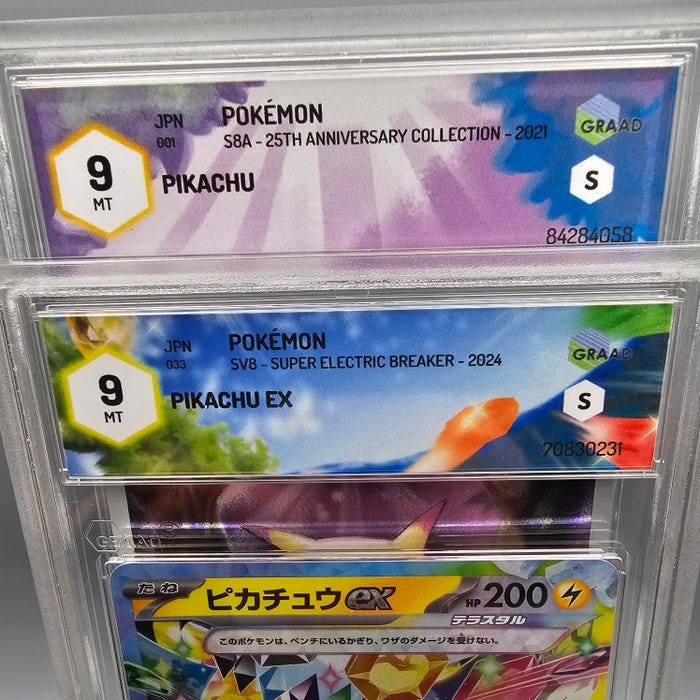 9
MT
JPN
001
POKÉMON
S8A - 25TH ANNIVERSARY COLLECTION - 2021
PIKACHU
GRAAD
S
84284058
9
MT
JPN
033
POKÉMON
SV8 - SUPER ELECTRIC BREAKER - 2024
PIKACHU EX
GRAAD
S
70830231
GRAAD
たね
ピカチュウex
HP 200
テラスタル
このポケモンは、ベンチにいるかぎり、ワザのダメージを受けない。